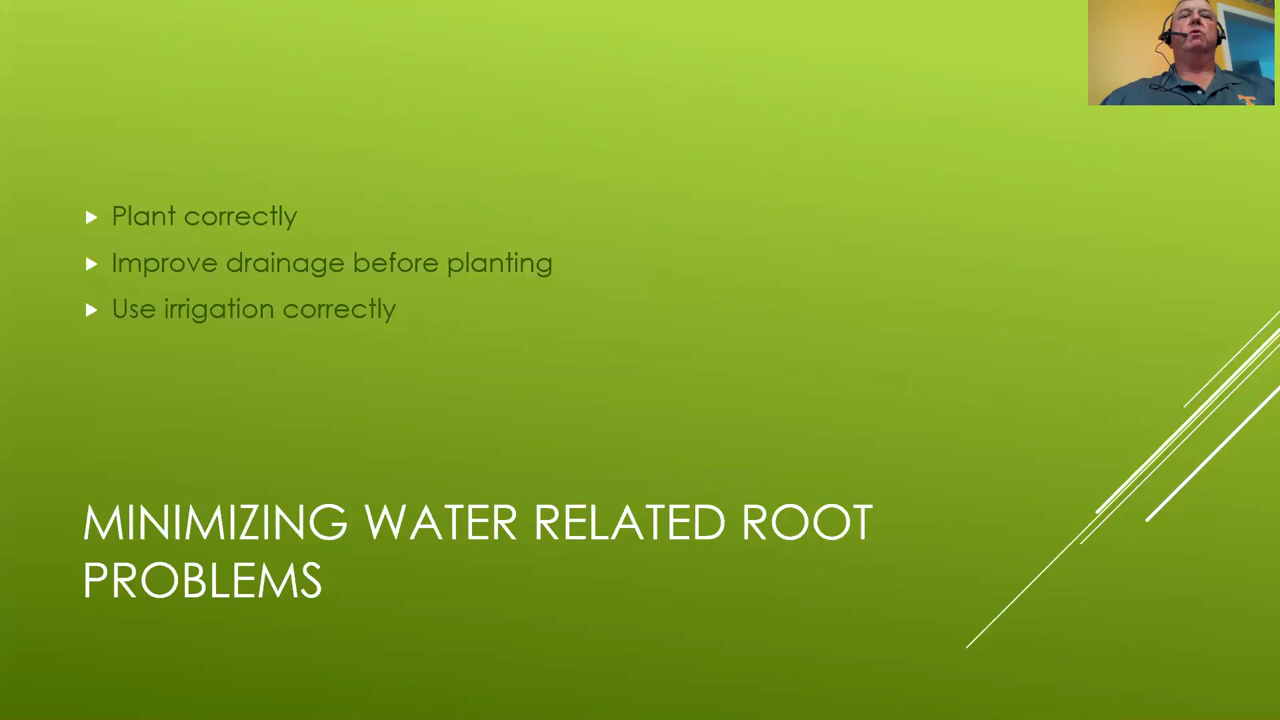 Plant correctly
Improve drainage before planting
Use irrigation correctly
MINIMIZING WATER RELATED ROOT
PROBLEMS